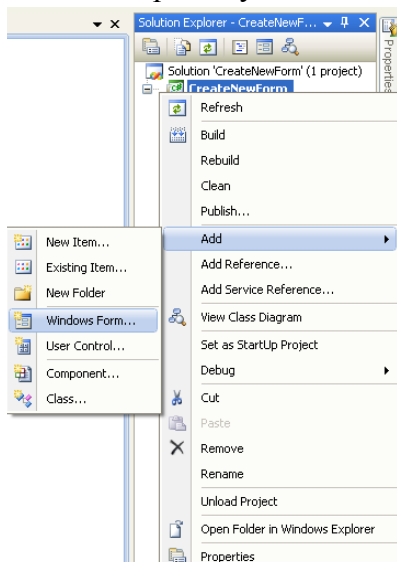 Solution Explorer - CreateNewF...
Properties
Solution 'CreateNewForm' (1 project)
CreateNewForm
Refresh
Build
Rebuild
Clean
Publish...
Add
Add Reference...
Add Service Reference...
View Class Diagram
Set as StartUp Project
Debug
Cut
Paste
Remove
Rename
Unload Project
Open Folder in Windows Explorer
Properties
New Item...
Existing Item...
New Folder
Windows Form...
User Control...
Component...
Class...